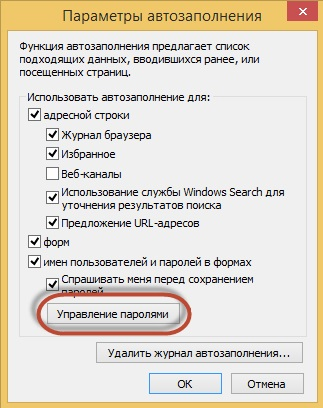 Параметры автозаполнения
Функция автозаполнения предлагает список
подходящих данных, вводившихся ранее, или
посещенных страниц.
Использовать автозаполнение для:
адресной строки
Журнал браузера
Избранное
Веб-каналы
Использование службы Windows Search для
уточнения результатов поиска
Предложение URL-адресов
форм
имен пользователей и паролей в формах
Спрашивать меня перед сохранением
паролей
Управление паролями
Удалить журнал автозаполнения...
ОК
Отмена